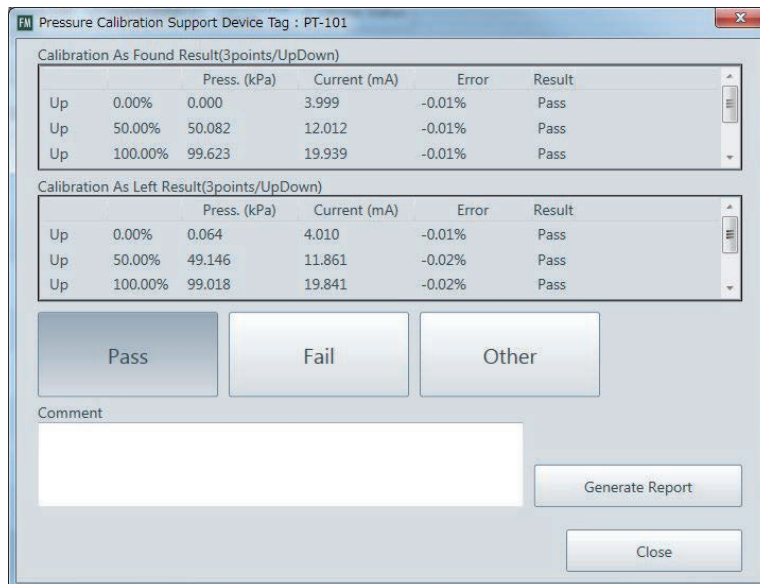 FM Pressure Calibration Support Device Tag : PT-101
Calibration As Found Result(3points/UpDown)
Press. (kPa) Current (mA) Error Result
Up 0.00% 0.000 3.999 -0.01% Pass
Up 50.00% 50.082 12.012 -0.01% Pass
Up 100.00% 99.623 19.939 -0.01% Pass
Calibration As Left Result(3points/UpDown)
Press. (kPa) Current (mA) Error Result
Up 0.00% 0.064 4.010 -0.01% Pass
Up 50.00% 49.146 11.861 -0.02% Pass
Up 100.00% 99.018 19.841 -0.02% Pass
Pass Fail Other
Comment
Generate Report
Close